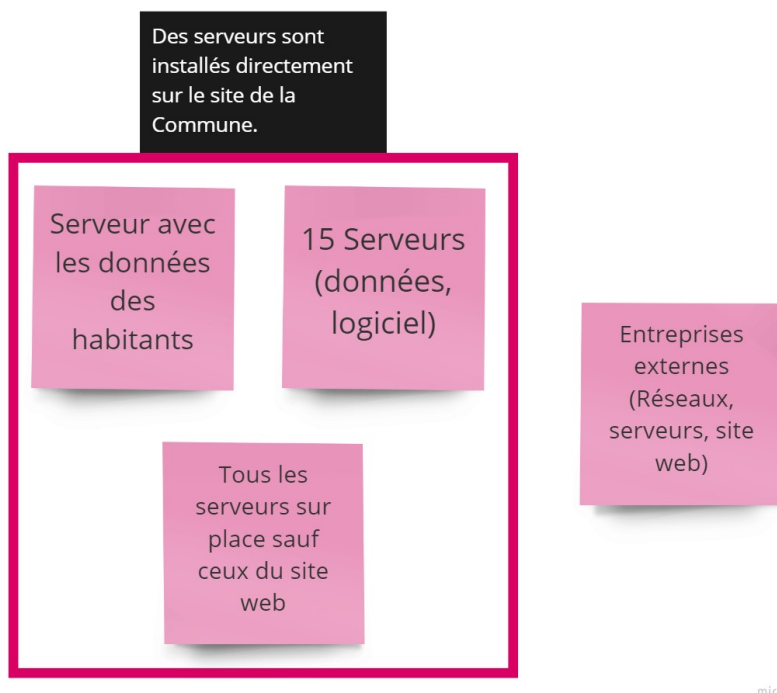 Des serveurs sont
installés directement
sur le site de la
Commune.
Serveur avec
les données
des
habitants
15 Serveurs
(données,
logiciel)
Tous les
serveurs sur
place sauf
ceux du site
web
Entreprises
externes
(Réseaux,
serveurs, site
web)